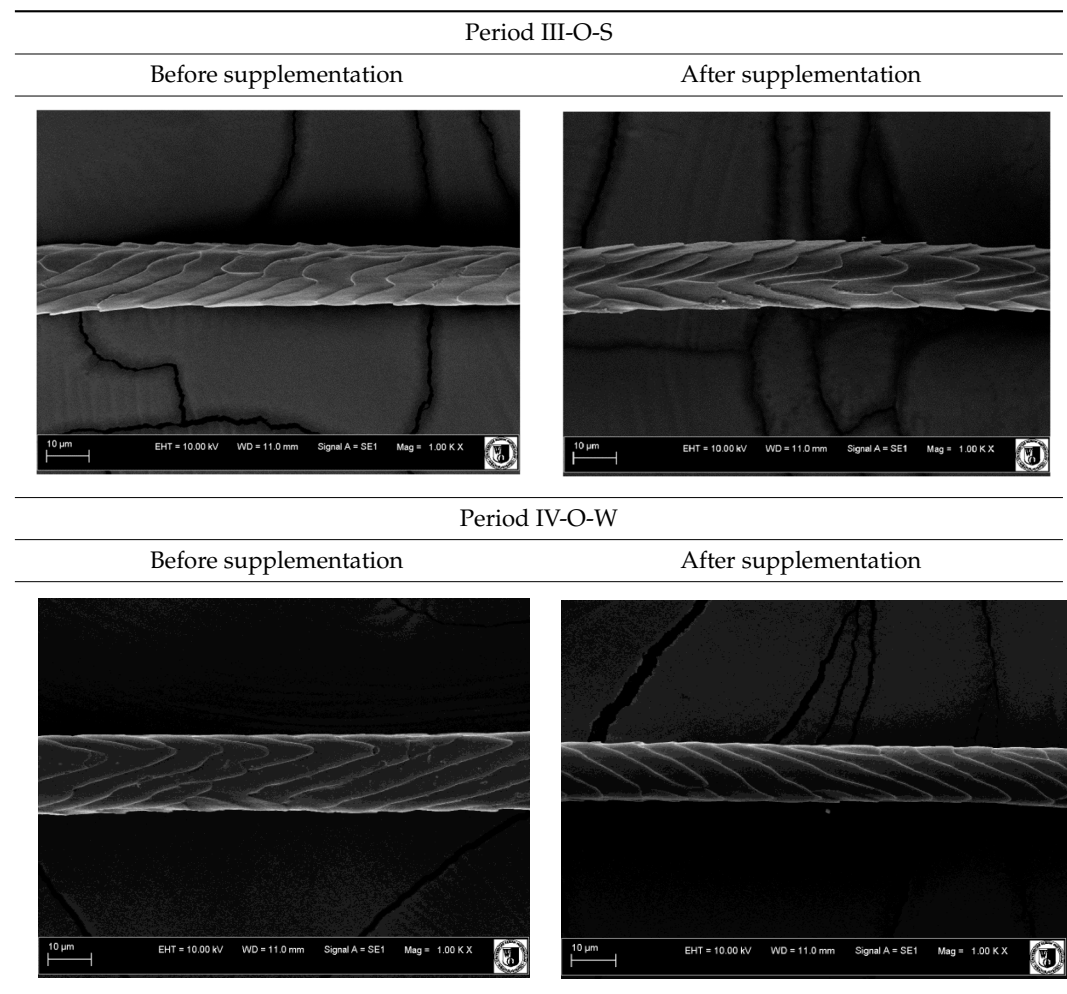 Period III-O-S
Before supplementation After supplementation
10 µm EHT = 10.00 kV WD = 11.0 mm Signal A = SE1 Mag = 1.00 K X
10 µm EHT = 10.00 kV WD = 11.0 mm Signal A = SE1 Mag = 1.00 K X
Period IV-O-W
Before supplementation After supplementation
10 µm EHT = 10.00 kV WD = 11.0 mm Signal A = SE1 Mag = 1.00 K X
10 µm EHT = 10.00 kV WD = 11.0 mm Signal A = SE1 Mag = 1.00 K X